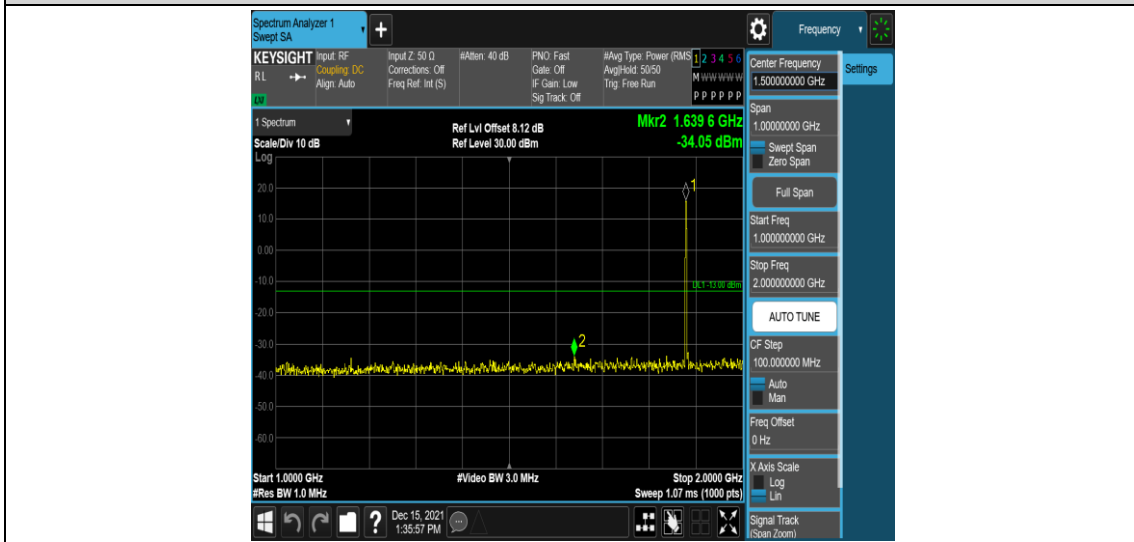 Spectrum Analyzer 1
Swept SA
+
Frequency
KEYSIGHT
RL
Input: RF
Coupling: DC
Align: Auto
Input Z: 50 Ω
Corrections: Off
Freq Ref: Int (S)
#Atten: 40 dB
PNO: Fast
Gate: Off
IF Gain: Low
Sig Track: Off
#Avg Type: Power (RMS
Avg|Hold: 50/50
Trig: Free Run
1 2 3 4 5 6
M W W W W W
P P P P P P
1 Spectrum
Scale/Div 10 dB
Log
Ref Lvl Offset 8.12 dB
Ref Level 30.00 dBm
Mkr2 1.639 6 GHz
-34.05 dBm
20.0
10.0
0.00
-10.0
-20.0
-30.0
-40.0
-50.0
-60.0
1
DL1 -13.00 dBm
2
Start 1.0000 GHz
#Res BW 1.0 MHz
#Video BW 3.0 MHz
Stop 2.0000 GHz
Sweep 1.07 ms (1000 pts)
Center Frequency
1.500000000 GHz
Settings
Span
1.00000000 GHz
Swept Span
Zero Span
Full Span
Start Freq
1.000000000 GHz
Stop Freq
2.000000000 GHz
AUTO TUNE
CF Step
100.000000 MHz
Auto
Man
Freq Offset
0 Hz
X Axis Scale
Log
Lin
Signal Track
(Span Zoom)
?
Dec 15, 2021
1:35:57 PM